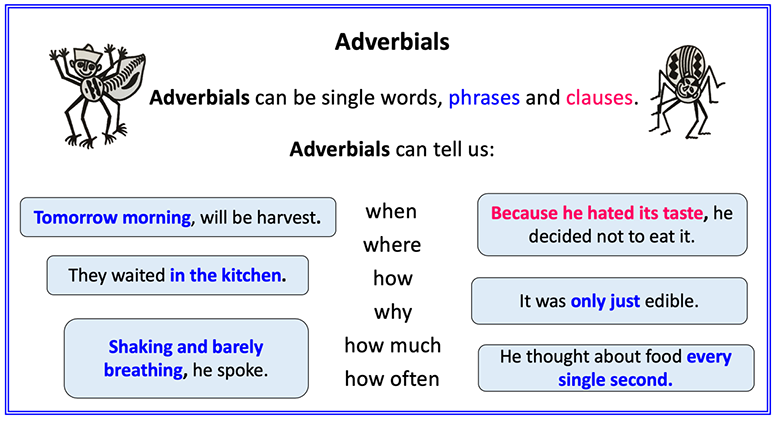 Adverbials
Adverbials can be single words, phrases and clauses.
Adverbials can tell us:
Tomorrow morning, will be harvest.
They waited in the kitchen.
Shaking and barely
breathing, he spoke.
when
where
how
why
how much
how often
Because he hated its taste, he
decided not to eat it.
It was only just edible.
He thought about food every
single second.